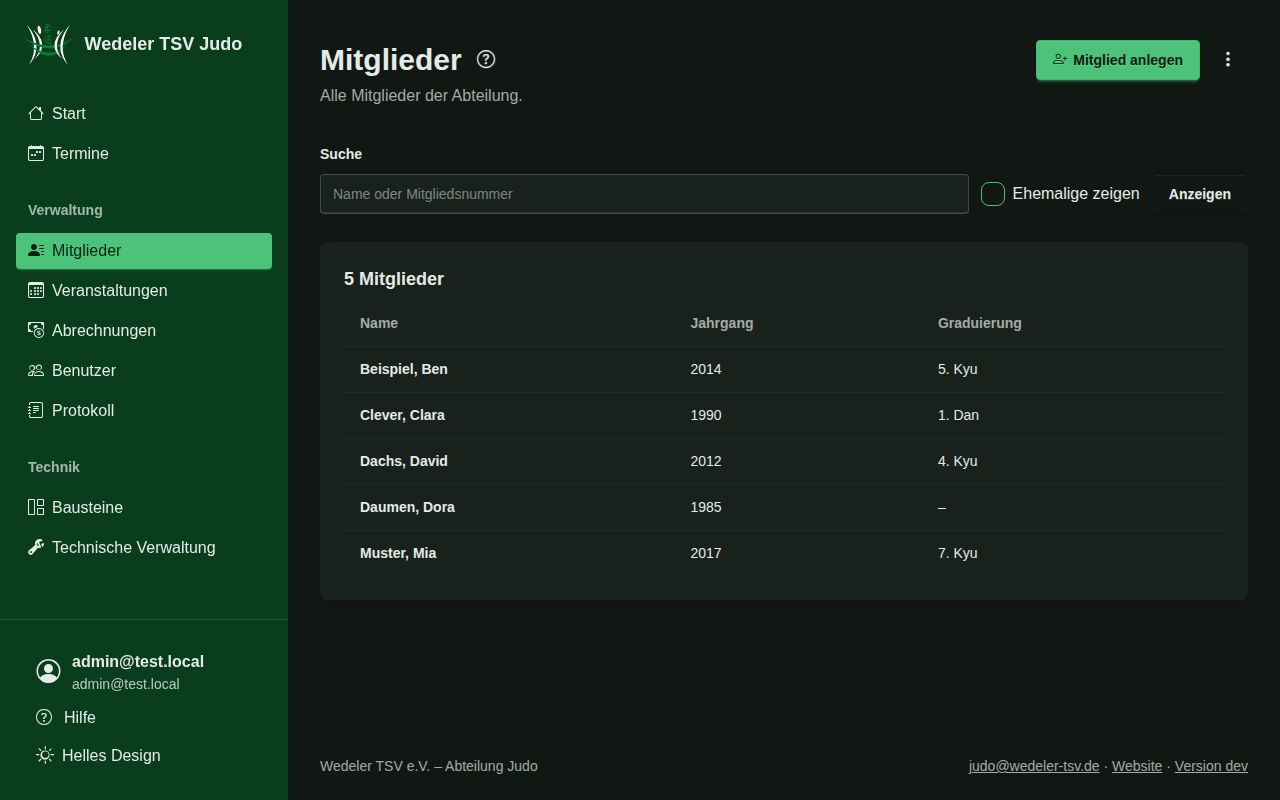 Wedeler TSV Judo
Start
Termine
Verwaltung
Mitglieder
Veranstaltungen
Abrechnungen
Benutzer
Protokoll
Technik
Bausteine
Technische Verwaltung
admin@test.local
admin@test.local
Hilfe
Helles Design
Mitglieder
Mitglied anlegen
Alle Mitglieder der Abteilung.
Suche
Name oder Mitgliedsnummer Ehemalige zeigen Anzeigen
5 Mitglieder
Name Jahrgang Graduierung
Beispiel, Ben 2014 5. Kyu
Clever, Clara 1990 1. Dan
Dachs, David 2012 4. Kyu
Daumen, Dora 1985 –
Muster, Mia 2017 7. Kyu
Wedeler TSV e.V. – Abteilung Judo judo@wedeler-tsv.de · Website · Version dev